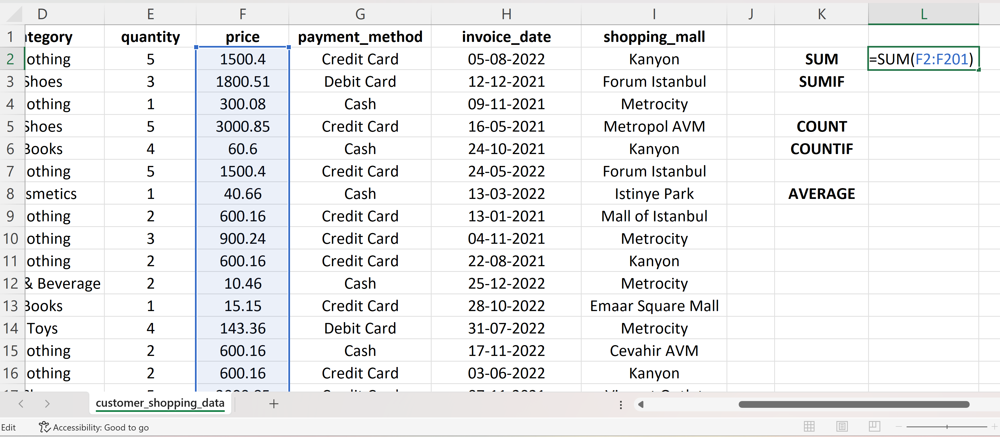 D E F G H I J K L
1 tegory quantity price payment_method invoice_date shopping_mall
2 othing 5 1500.4 Credit Card 05-08-2022 Kanyon SUM =SUM(F2:F201)
3 Shoes 3 1800.51 Debit Card 12-12-2021 Forum Istanbul SUMIF
4 othing 1 300.08 Cash 09-11-2021 Metrocity
5 Shoes 5 3000.85 Credit Card 16-05-2021 Metropol AVM COUNT
6 Books 4 60.6 Cash 24-10-2021 Kanyon COUNTIF
7 othing 5 1500.4 Credit Card 24-05-2022 Forum Istanbul
8 smetics 1 40.66 Cash 13-03-2022 Istinye Park AVERAGE
9 othing 2 600.16 Credit Card 13-01-2021 Mall of Istanbul
10 othing 3 900.24 Credit Card 04-11-2021 Metrocity
11 othing 2 600.16 Credit Card 22-08-2021 Kanyon
12 & Beverage 2 10.46 Cash 25-12-2022 Metrocity
13 Books 1 15.15 Credit Card 28-10-2022 Emaar Square Mall
14 Toys 4 143.36 Debit Card 31-07-2022 Metrocity
15 othing 2 600.16 Cash 17-11-2022 Cevahir AVM
16 othing 2 600.16 Credit Card 03-06-2022 Kanyon
customer_shopping_data
Edit Accessibility: Good to go